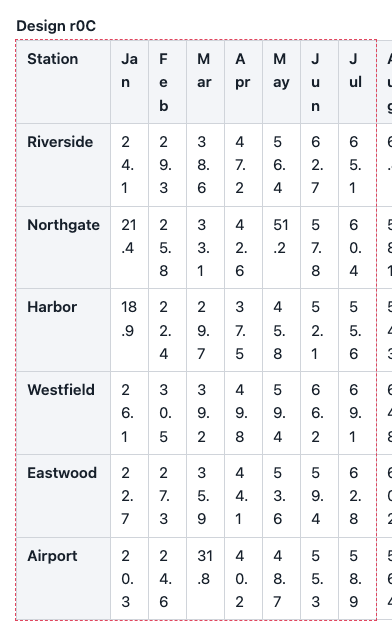 Design r0C
Station Jan Feb Mar Apr May Jun Jul
Riverside 24.1 29.3 38.6 47.2 56.4 62.7 65.1
Northgate 21.4 25.8 33.1 42.6 51.2 57.8 60.4
Harbor 18.9 22.4 29.7 37.5 45.8 52.1 55.6
Westfield 26.1 30.5 39.2 49.8 59.4 66.2 69.1
Eastwood 22.7 27.3 35.9 44.1 53.6 59.4 62.8
Airport 20.3 24.6 31.8 40.2 48.7 55.3 58.9